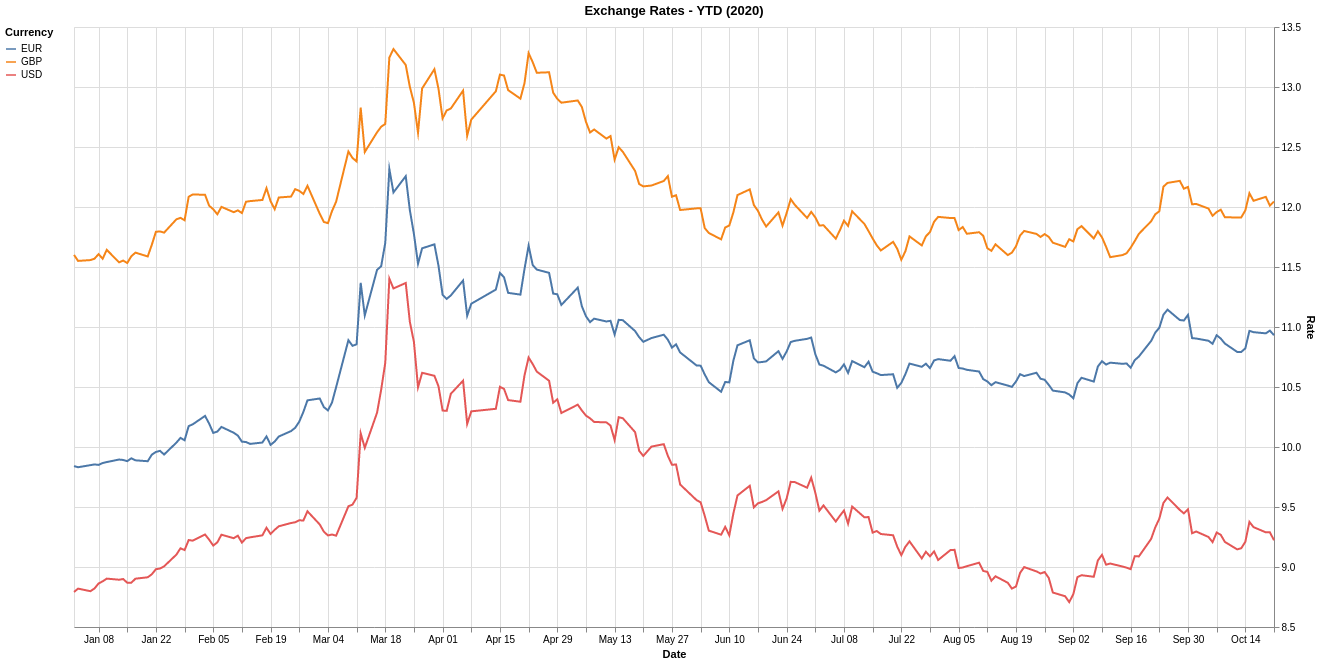 Exchange Rates - YTD (2020)
Currency
EUR
GBP
USD
13.5
13.0
12.5
12.0
11.5
11.0
10.5
10.0
9.5
9.0
8.5
Rate
Jan 08 Jan 22 Feb 05 Feb 19 Mar 04 Mar 18 Apr 01 Apr 15 Apr 29 May 13 May 27 Jun 10 Jun 24 Jul 08 Jul 22 Aug 05 Aug 19 Sep 02 Sep 16 Sep 30 Oct 14
Date